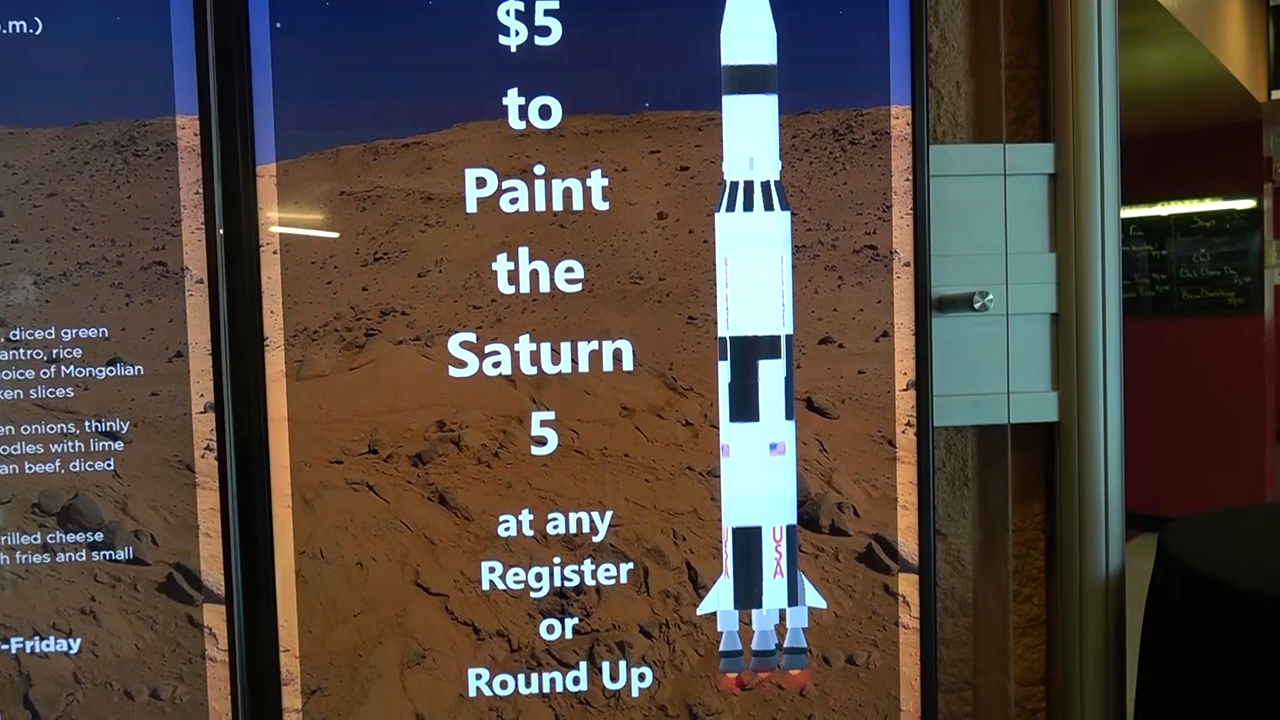 .m.)
, diced green
antro, rice
oice of Mongolian
ken slices
en onions, thinly
odles with lime
an beef, diced
rilled cheese
h fries and small
-Friday
$5
to
Paint
the
Saturn
5
at any
Register
or
Round Up
USA
USA